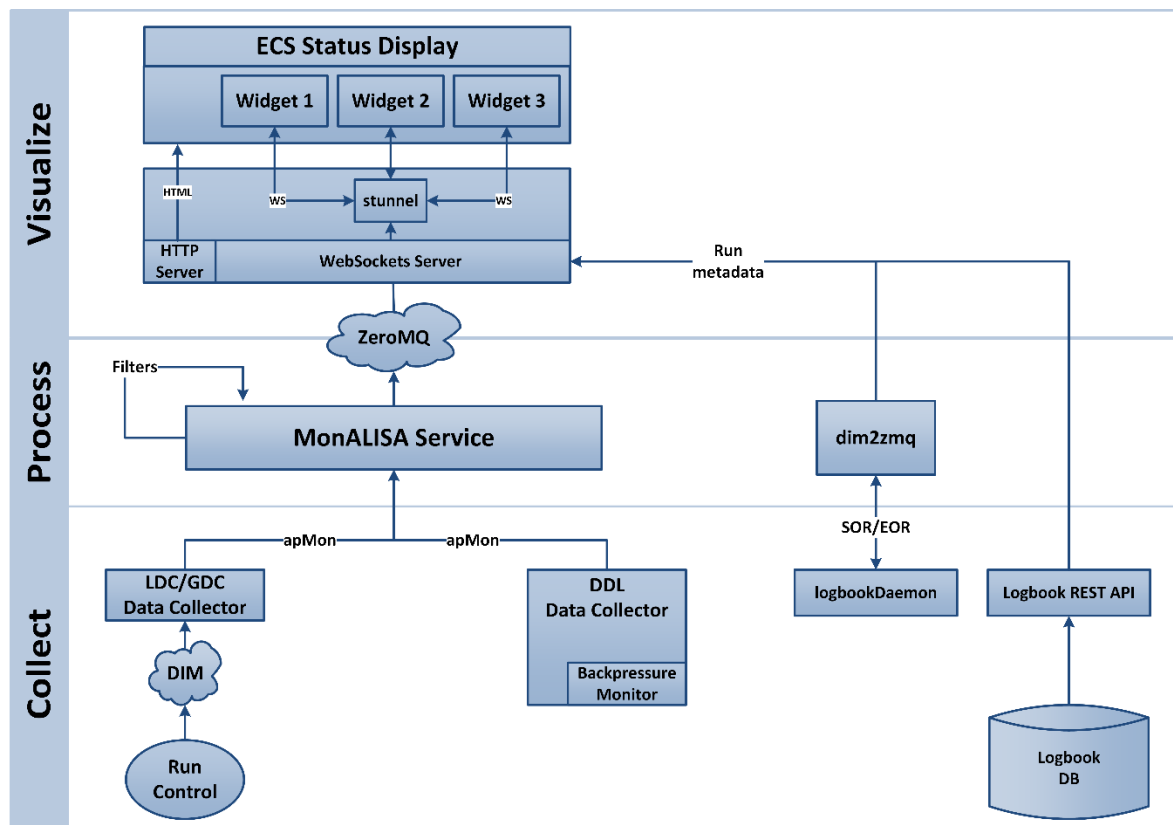 Visualize
ECS Status Display
Widget 1
Widget 2
Widget 3
HTML
WS
stunnel
WS
HTTP
Server
WebSockets Server
Run
metadata
ZeroMQ
Process
Filters
MonALISA Service
dim2zmq
Collect
apMon
apMon
SOR/EOR
LDC/GDC
Data Collector
DDL
Data Collector
Backpressure
Monitor
logbookDaemon
Logbook REST API
DIM
Run
Control
Logbook
DB